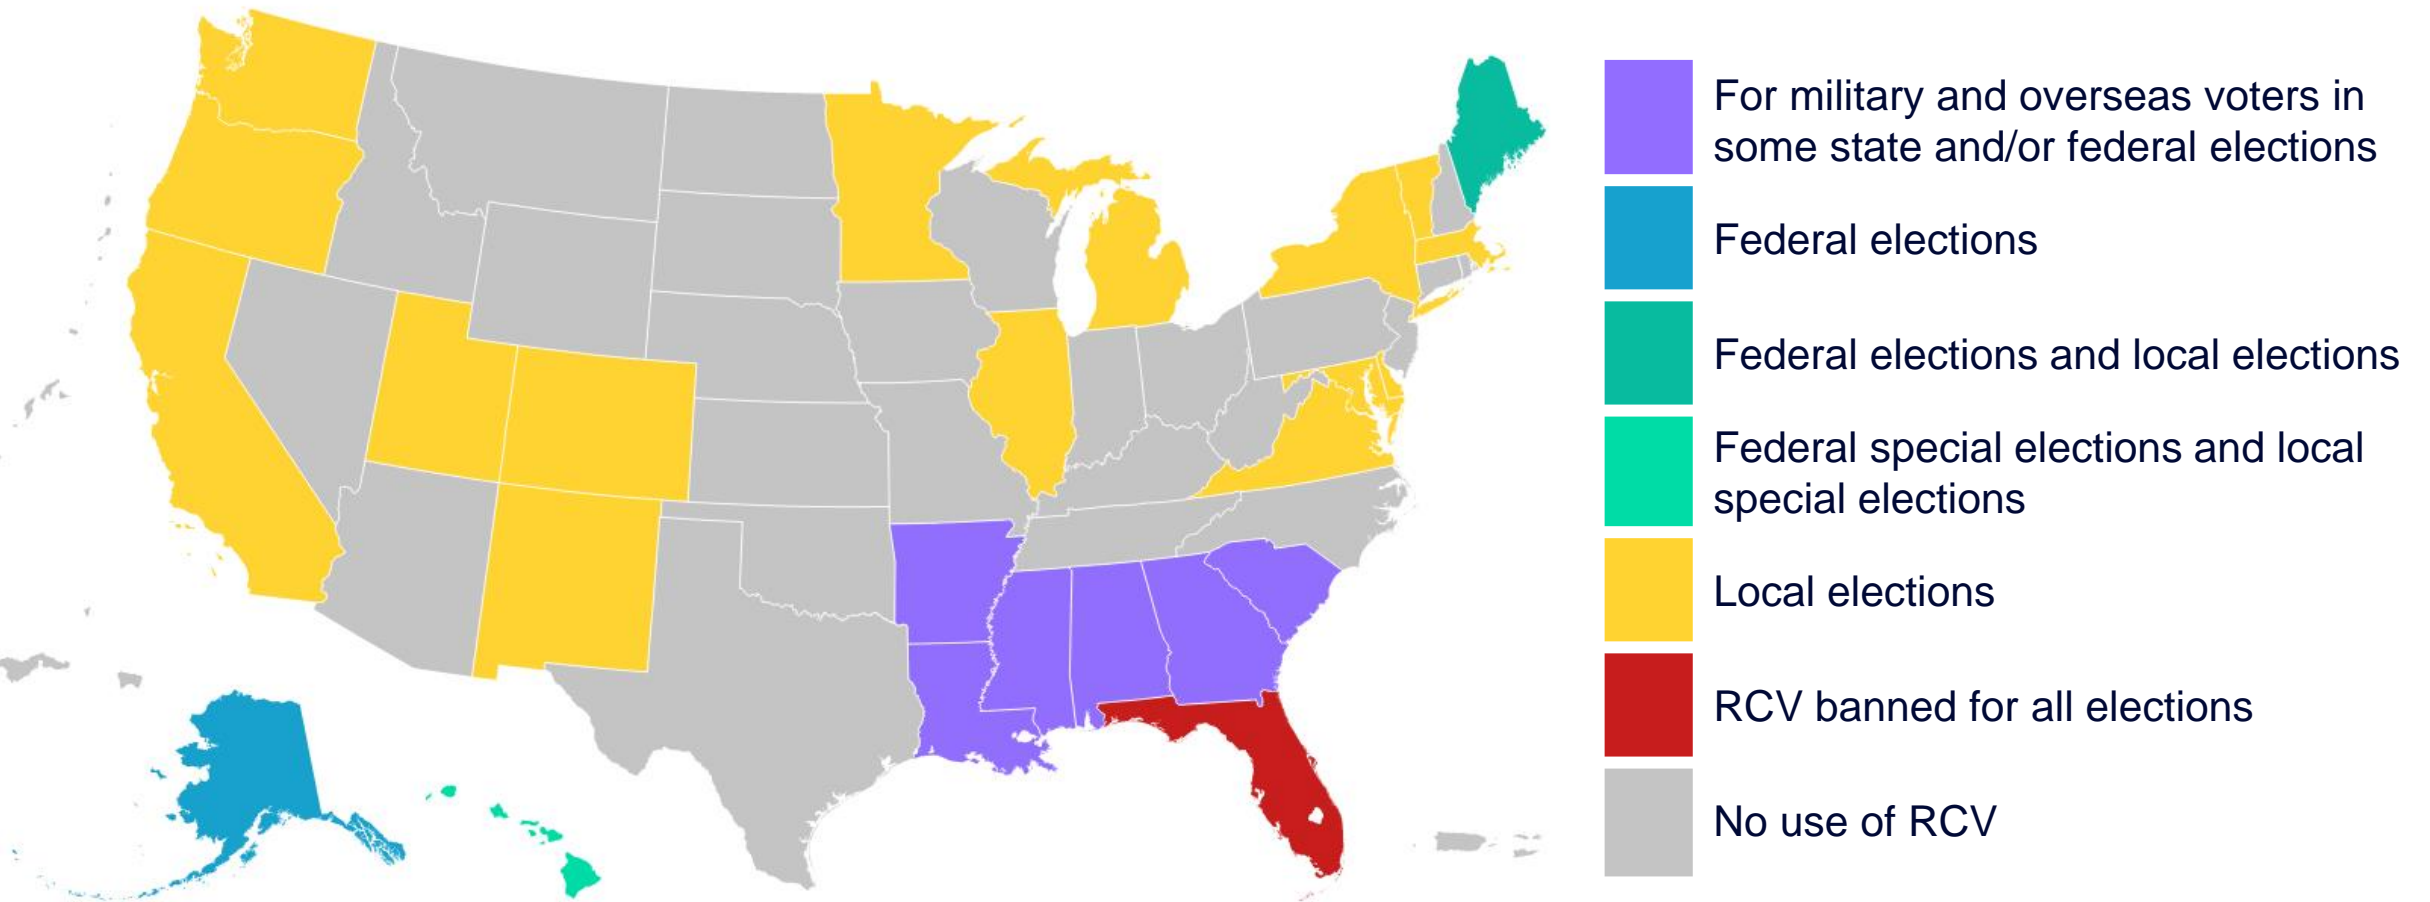 For military and overseas voters in
some state and/or federal elections
Federal elections
Federal elections and local elections
Federal special elections and local
special elections
Local elections
RCV banned for all elections
No use of RCV